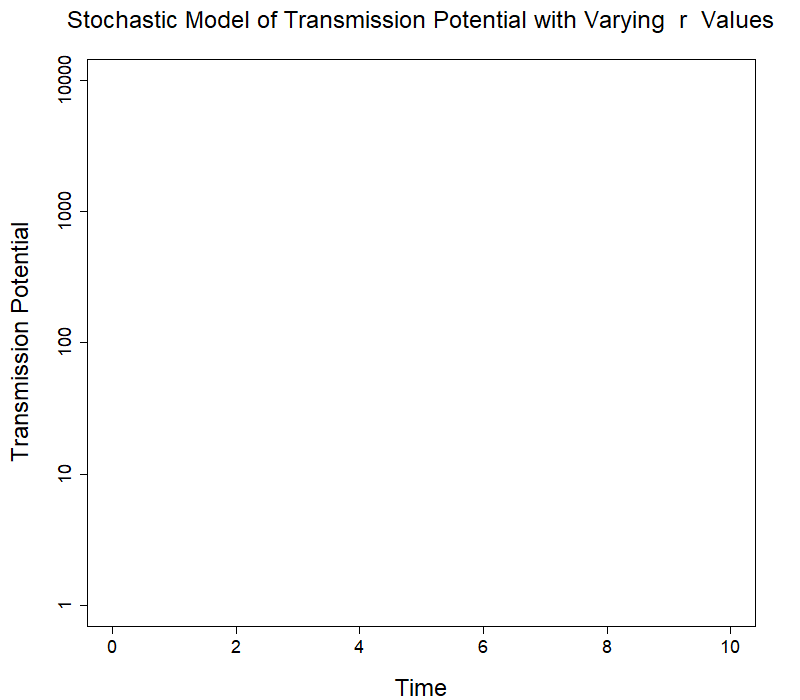 Stochastic Model of Transmission Potential with Varying  r  Values
Transmission Potential
10000
1000
100
10
1
0 2 4 6 8 10
Time